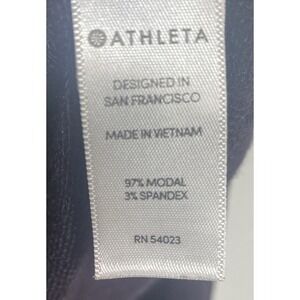 ATHLETA
DESIGNED IN
SAN FRANCISCO
MADE IN VIETNAM
97% MODAL
3% SPANDEX
RN 54023